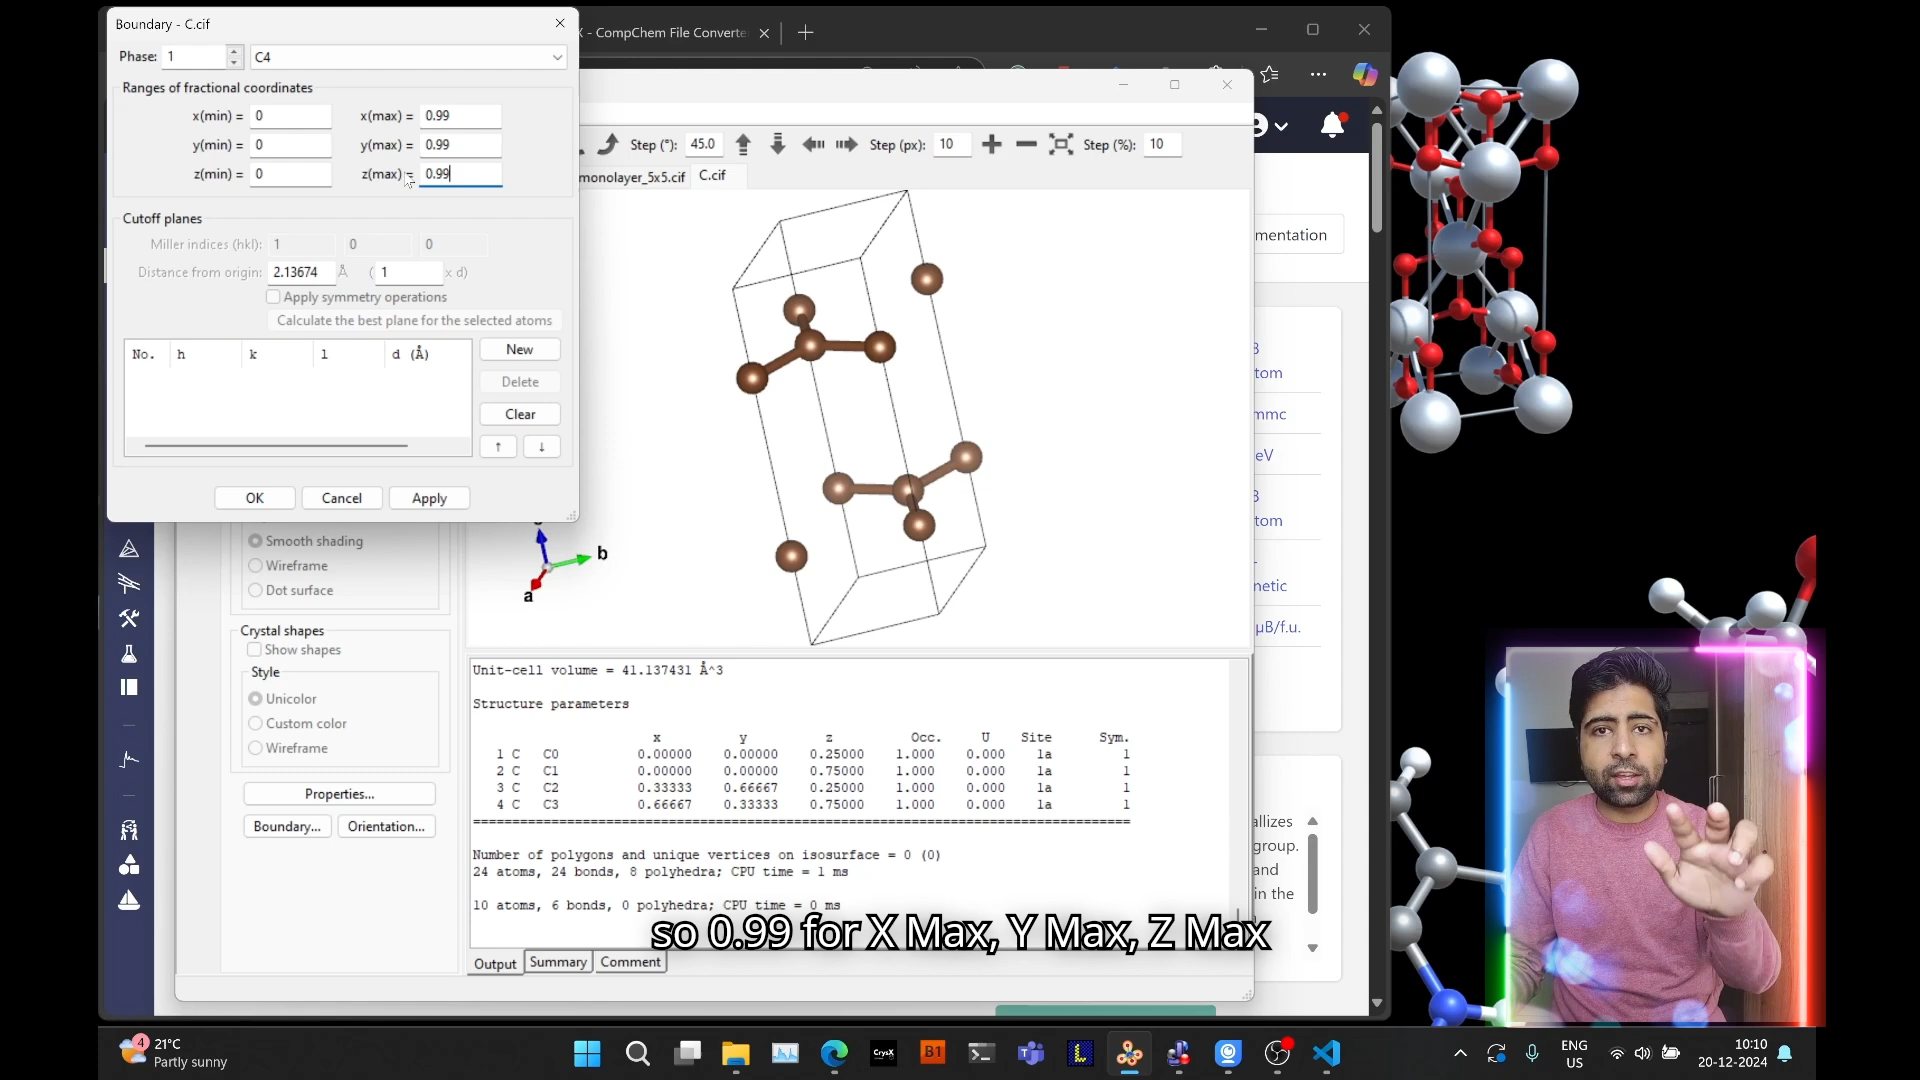 Boundary - C.cif
Phase: 1 C4
Ranges of fractional coordinates
x(min) = 0 x(max) = 0.99
y(min) = 0 y(max) = 0.99
z(min) = 0 z(max) = 0.99
Cutoff planes
Miller indices (hkl): 1 0 0
Distance from origin: 2.13674 Å ( 1 x d)
Apply symmetry operations
Calculate the best plane for the selected atoms
No. h k l d (Å)
New
Delete
Clear
↑ ↓
OK Cancel Apply
X - CompChem File Converte
Step (°): 45.0 Step (px): 10 Step (%): 10
monolayer_5x5.cif C.cif
mentation
tom
mmc
eV
tom
netic
μB/f.u.
allizes
group.
and
in the
b
a
Smooth shading
Wireframe
Dot surface
Crystal shapes
Show shapes
Style
Unicolor
Custom color
Wireframe
Properties...
Boundary... Orientation...
Unit-cell volume = 41.137431 Å^3
Structure parameters
x y z Occ. U Site Sym.
1 C C0 0.00000 0.00000 0.25000 1.000 0.000 1a 1
2 C C1 0.00000 0.00000 0.75000 1.000 0.000 1a 1
3 C C2 0.33333 0.66667 0.25000 1.000 0.000 1a 1
4 C C3 0.66667 0.33333 0.75000 1.000 0.000 1a 1
Number of polygons and unique vertices on isosurface = 0 (0)
24 atoms, 24 bonds, 8 polyhedra; CPU time = 1 ms
10 atoms, 6 bonds, 0 polyhedra; CPU time = 0 ms
so 0.99 for X Max, Y Max, Z Max
Output Summary Comment
4
21°C
Partly sunny
CrysX
B1
L
ENG
US
10:10
20-12-2024